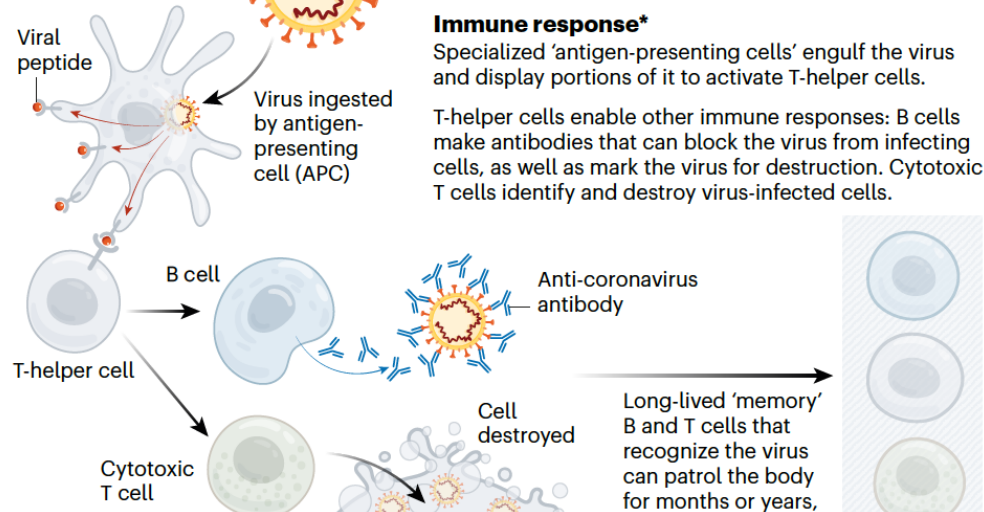 Immune response*
Specialized ‘antigen-presenting cells’ engulf the virus
and display portions of it to activate T-helper cells.
T-helper cells enable other immune responses: B cells
make antibodies that can block the virus from infecting
cells, as well as mark the virus for destruction. Cytotoxic
T cells identify and destroy virus-infected cells.
Viral
peptide
Virus ingested
by antigen-
presenting
cell (APC)
B cell
Anti-coronavirus
antibody
T-helper cell
Cell
destroyed
Cytotoxic
T cell
Long-lived ‘memory’
B and T cells that
recognize the virus
can patrol the body
for months or years,